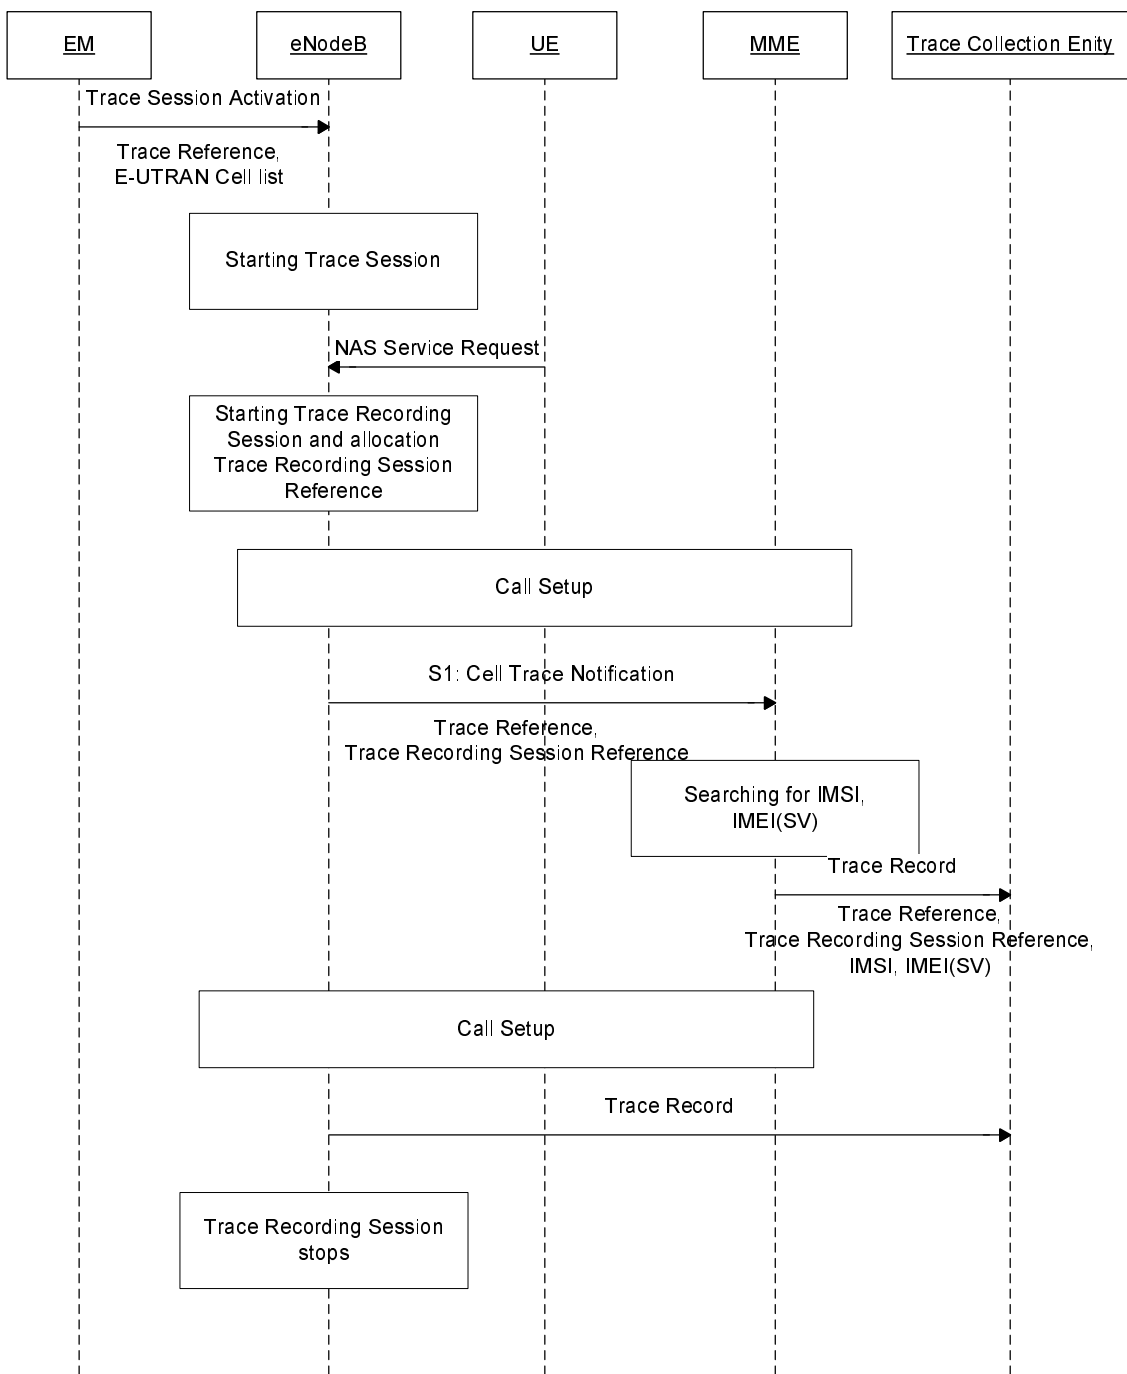 EM
eNodeB
UE
MME
Trace Collection Enity
Trace Session Activation
Trace Reference,
E-UTRAN Cell list
Starting Trace Session
NAS Service Request
Starting Trace Recording
Session and allocation
Trace Recording Session
Reference
Call Setup
S1: Cell Trace Notification
Trace Reference,
Trace Recording Session Reference
Searching for IMSI,
IMEI(SV)
Trace Record
Trace Reference,
Trace Recording Session Reference,
IMSI, IMEI(SV)
Call Setup
Trace Record
Trace Recording Session
stops